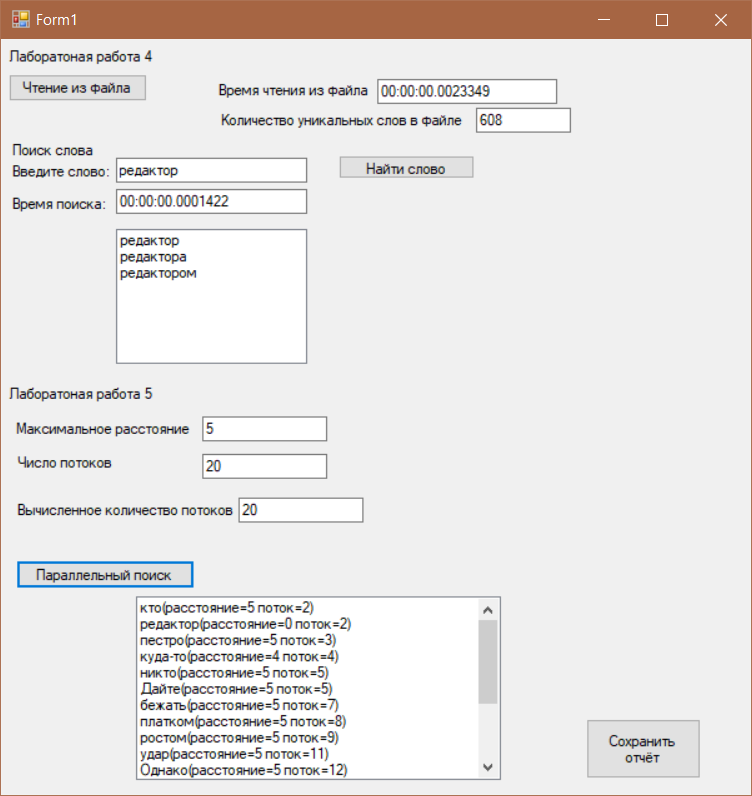 Form1
Лаборатоная работа 4
Чтение из файла
Время чтения из файла 00:00:00.0023349
Количество уникальных слов в файле 608
Поиск слова
Введите слово: редактор Найти слово
Время поиска: 00:00:00.0001422
редактор
редактора
редактором
Лаборатоная работа 5
Максимальное расстояние 5
Число потоков 20
Вычисленное количество потоков 20
Параллельный поиск
кто(расстояние=5 поток=2)
редактор(расстояние=0 поток=2)
пестро(расстояние=5 поток=3)
куда-то(расстояние=4 поток=4)
никто(расстояние=5 поток=5)
Дайте(расстояние=5 поток=5)
бежать(расстояние=5 поток=7)
платком(расстояние=5 поток=8)
ростом(расстояние=5 поток=9)
удар(расстояние=5 поток=11)
Однако(расстояние=5 поток=12)
Сохранить
отчёт